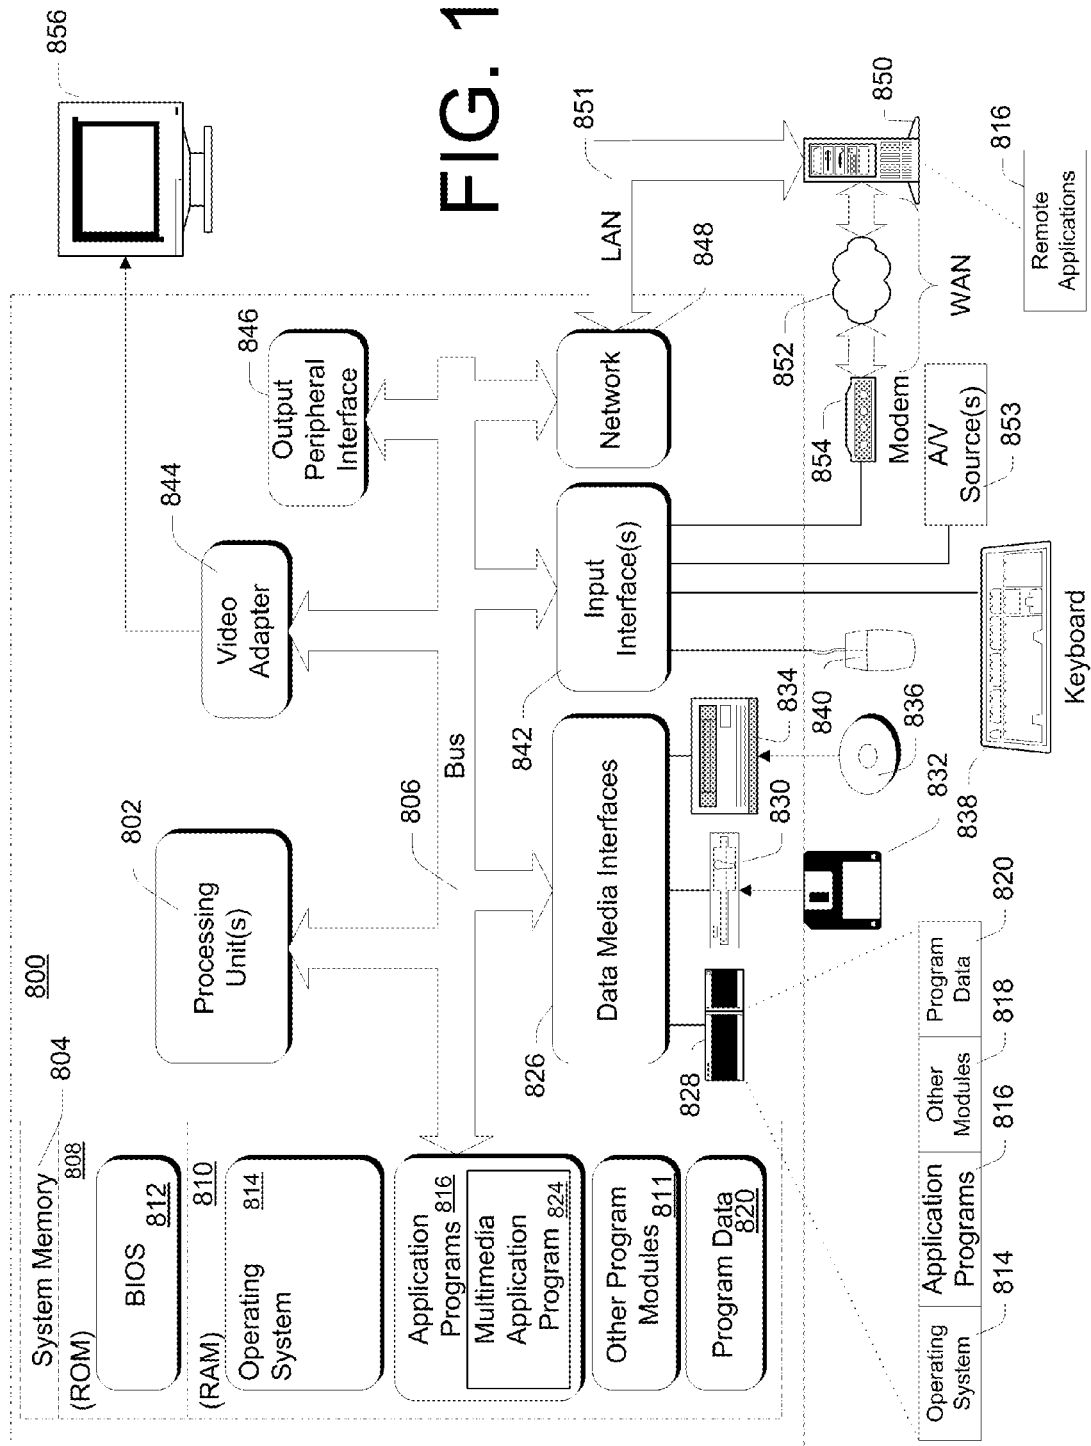 FIG. 1
800
System Memory
804
(ROM)
808
BIOS
812
(RAM)
810
Operating
System
814
Application
Programs
816
Multimedia
Application
Program
824
Other Program
Modules
811
Program Data
820
802
Processing
Unit(s)
844
Video
Adapter
846
Output
Peripheral
Interface
856
806
Bus
826
Data Media Interfaces
842
Input
Interface(s)
Network
848
LAN
851
828
830
834
840
836
832
838
Keyboard
854
Modem
852
WAN
850
A/V
Source(s)
853
Remote
Applications
816
Operating
System
814
Application
Programs
816
Other
Modules
818
Program
Data
820